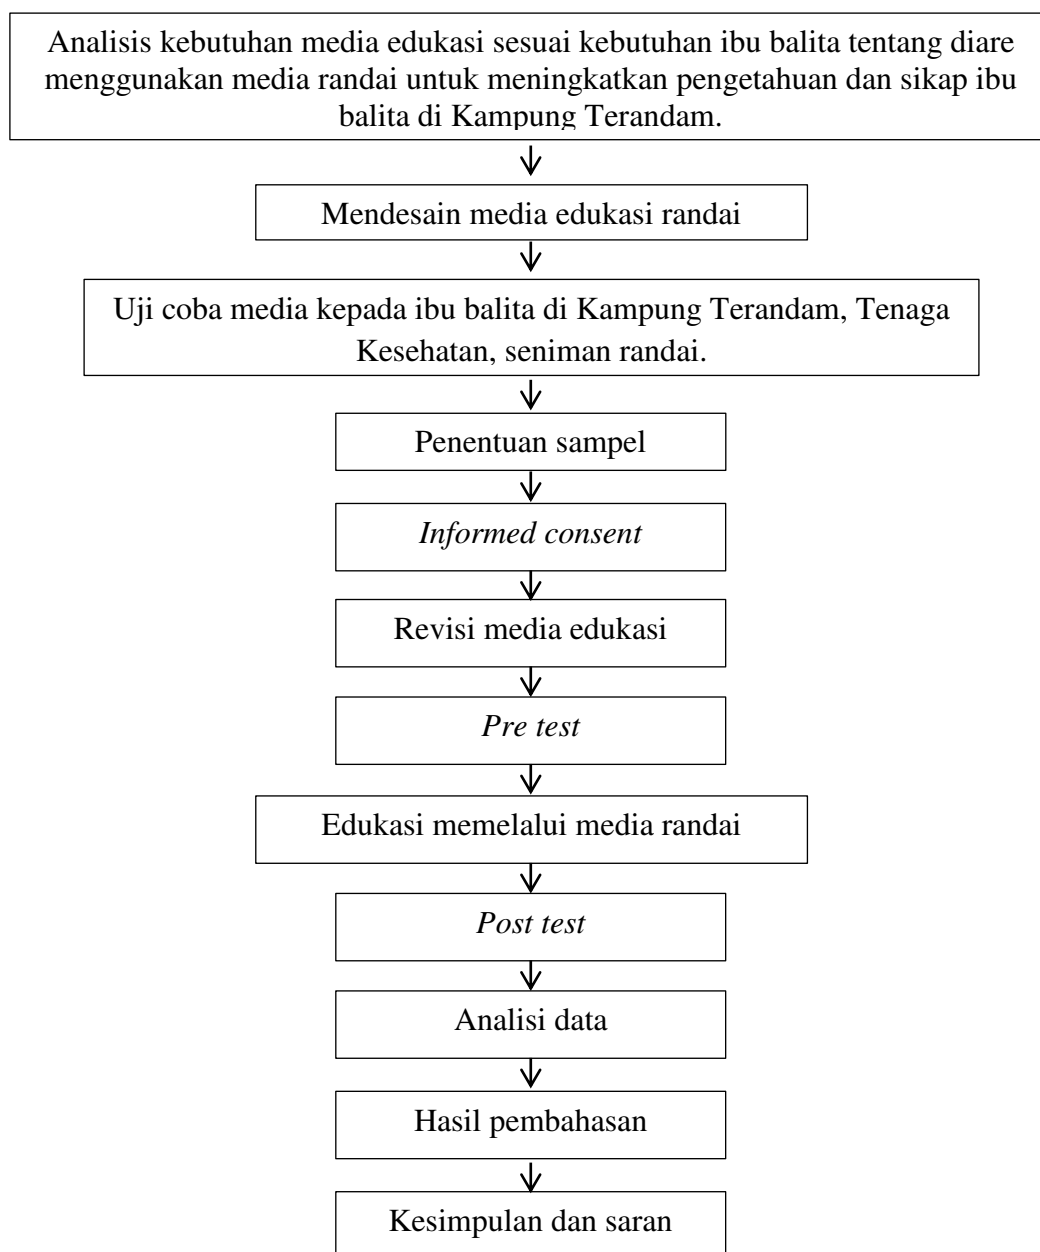 Analisis kebutuhan media edukasi sesuai kebutuhan ibu balita tentang diare
menggunakan media randai untuk meningkatkan pengetahuan dan sikap ibu
balita di Kampung Terandam.
Mendesain media edukasi randai
Uji coba media kepada ibu balita di Kampung Terandam, Tenaga
Kesehatan, seniman randai.
Penentuan sampel
Informed consent
Revisi media edukasi
Pre test
Edukasi memelalui media randai
Post test
Analisi data
Hasil pembahasan
Kesimpulan dan saran